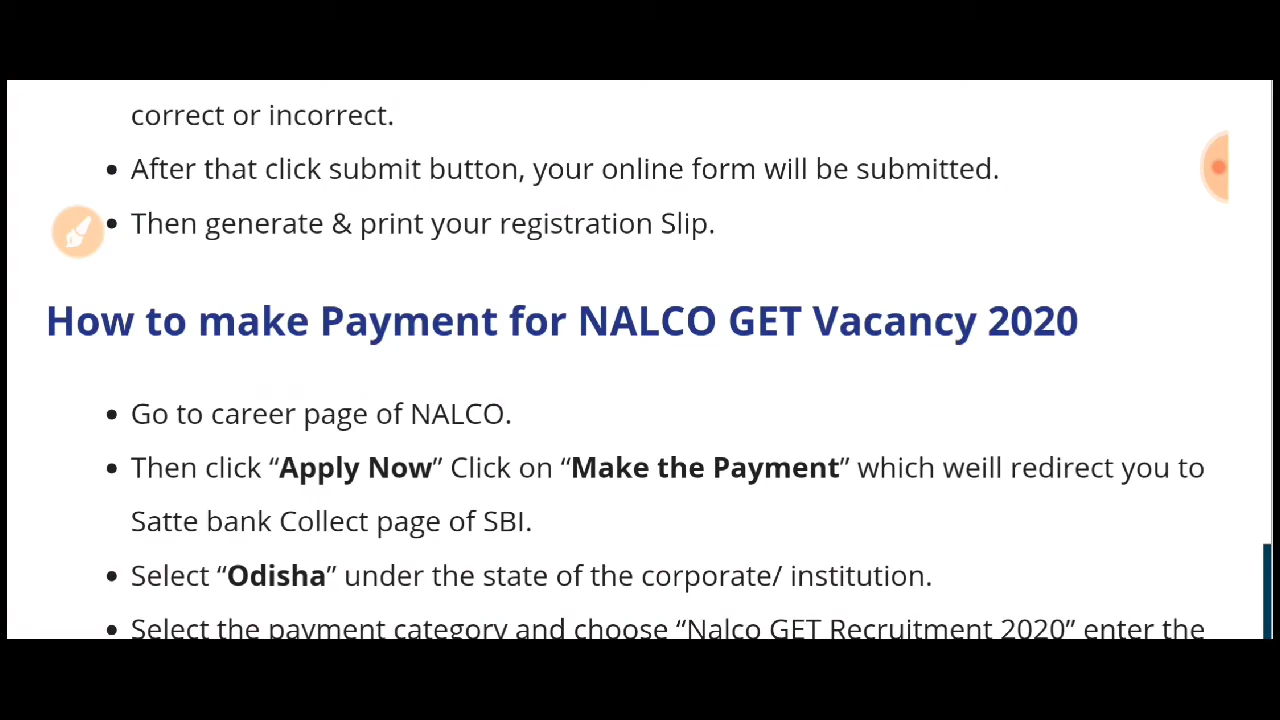 correct or incorrect.
• After that click submit button, your online form will be submitted.
• Then generate & print your registration Slip.
How to make Payment for NALCO GET Vacancy 2020
• Go to career page of NALCO.
• Then click “Apply Now” Click on “Make the Payment” which weill redirect you to
Satte bank Collect page of SBI.
• Select “Odisha” under the state of the corporate/ institution.
• Select the payment category and choose “Nalco GET Recruitment 2020” enter the